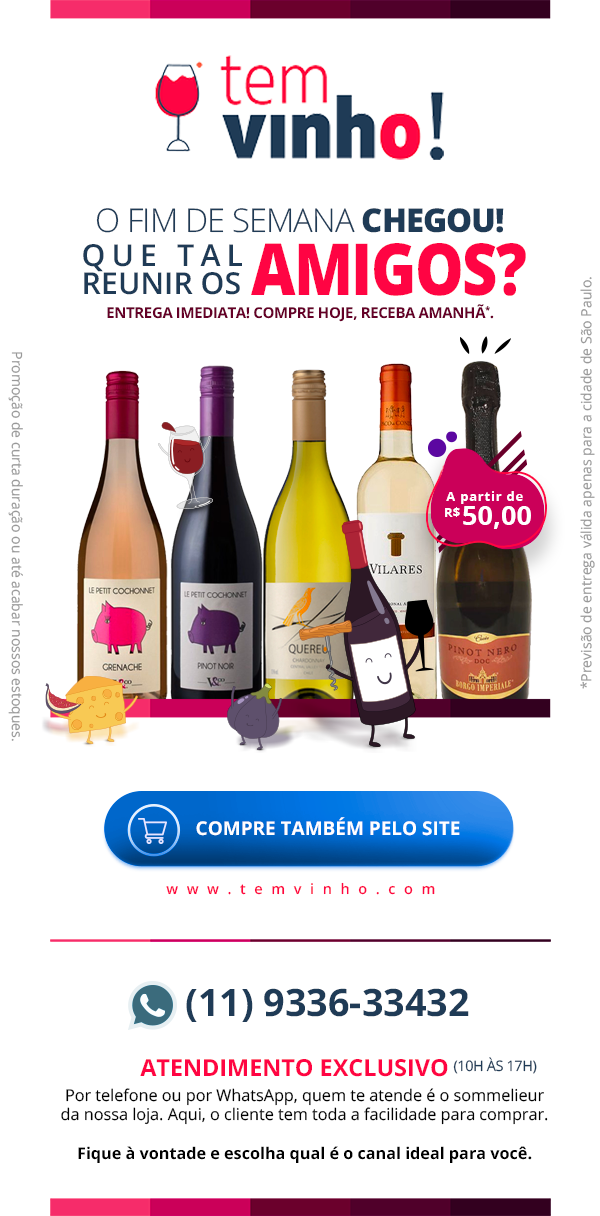 tem
vinho!
O FIM DE SEMANA CHEGOU!
QUE TAL
REUNIR OS
AMIGOS?
ENTREGA IMEDIATA! COMPRE HOJE, RECEBA AMANHÃ*.
Promoção de curta duração ou até acabar nossos estoques.
*Previsão de entrega válida apenas para a cidade de São Paulo.
A partir de
R$ 50,00
LE PETIT COCHONNET
GRENACHE
LE PETIT COCHONNET
PINOT NOIR
QUEREU
CHARDONNAY
VILARES
Cuvée
PINOT NERO
DOC
BORGO IMPERIALE
COMPRE TAMBÉM PELO SITE
www.temvinho.com
(11) 9336-33432
ATENDIMENTO EXCLUSIVO (10H ÀS 17H)
Por telefone ou por WhatsApp, quem te atende é o sommelieur
da nossa loja. Aqui, o cliente tem toda a facilidade para comprar.
Fique à vontade e escolha qual é o canal ideal para você.